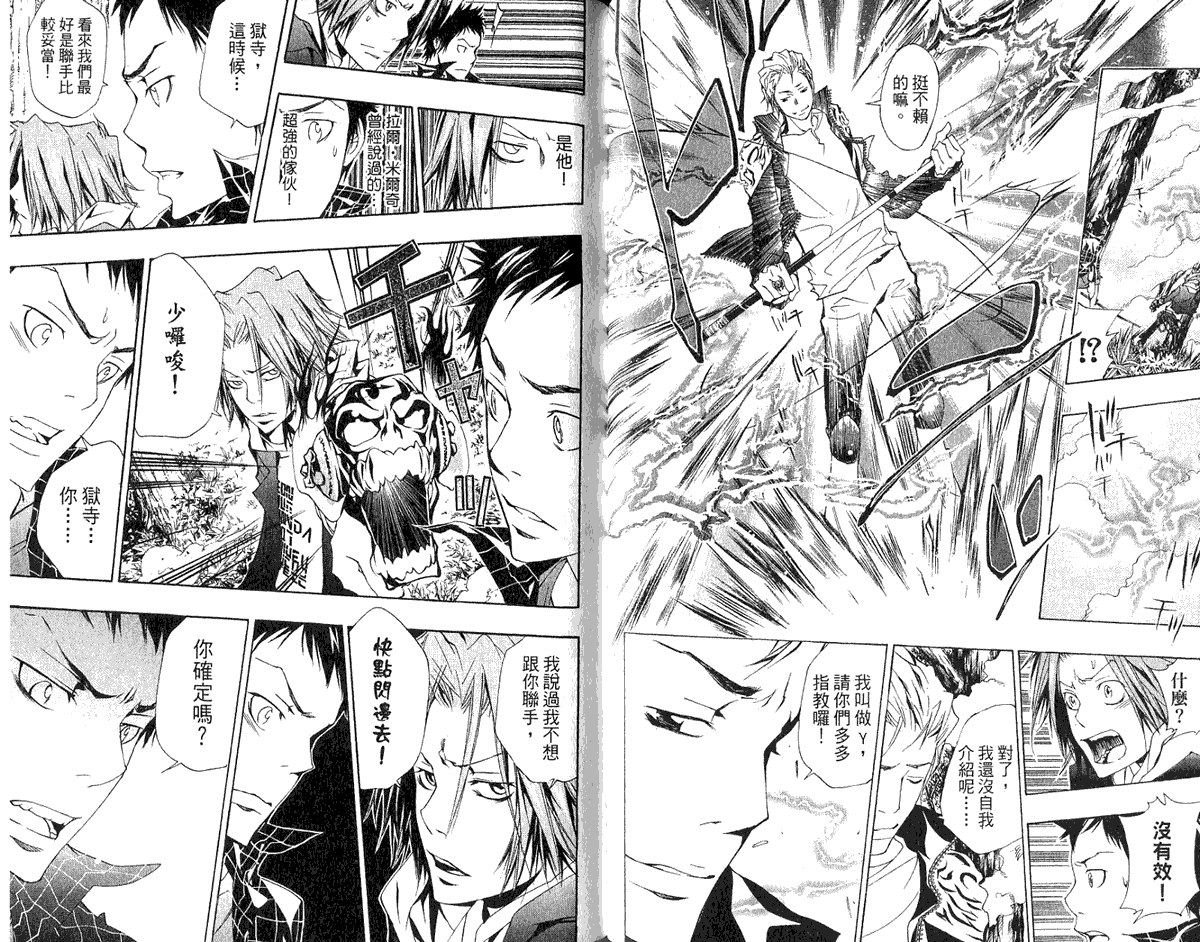 !?
千
千
挺不賴
的嘛。
什麼?
沒有效!
對了,
我還沒自我
介紹呢……
我叫做γ,
請你們多多
指教囉!
是他!
拉爾·米爾奇
曾經說過的…
超強的傢伙!
獄寺,
這時候…
看來我們最
好是聯手比
較妥當!
千
ャ
少囉唆!
獄寺…
你……
我說過我不想
跟你聯手,
快點閃邊去!
你確定嗎?